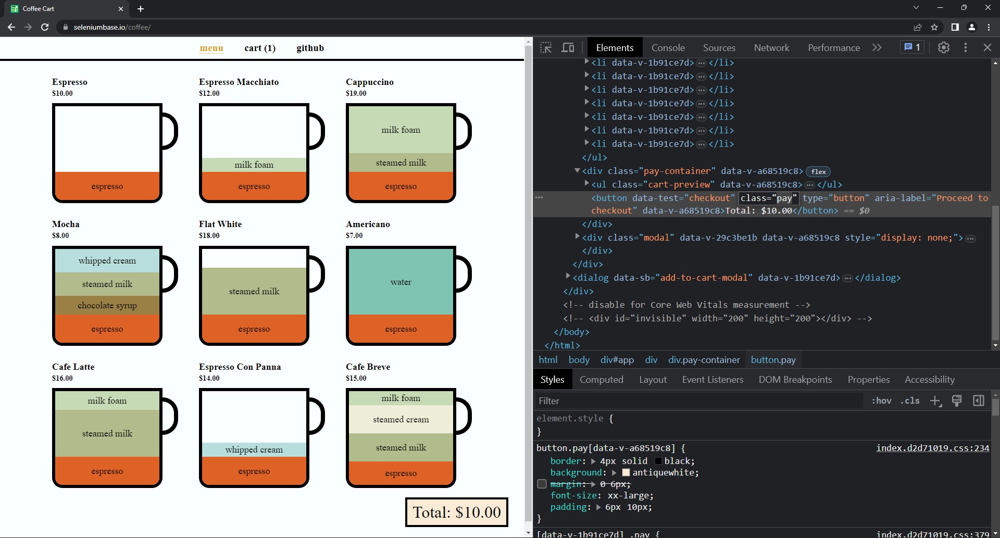 Coffee Cart
seleniumbase.io/coffee/
menu cart (1) github
Espresso
$10.00
espresso
Espresso Macchiato
$12.00
milk foam
espresso
Cappuccino
$19.00
milk foam
steamed milk
espresso
Mocha
$8.00
whipped cream
steamed milk
chocolate syrup
espresso
Flat White
$18.00
steamed milk
espresso
Americano
$7.00
water
espresso
Cafe Latte
$16.00
milk foam
steamed milk
espresso
Espresso Con Panna
$14.00
whipped cream
espresso
Cafe Breve
$15.00
milk foam
steamed cream
steamed milk
espresso
Total: $10.00
Elements Console Sources Network Performance 1
<li data-v-1b91ce7d>…</li>
<li data-v-1b91ce7d>…</li>
<li data-v-1b91ce7d>…</li>
<li data-v-1b91ce7d>…</li>
<li data-v-1b91ce7d>…</li>
<li data-v-1b91ce7d>…</li>
<li data-v-1b91ce7d>…</li>
</ul>
<div class="pay-container" data-v-a68519c8> flex
<ul class="cart-preview" data-v-a68519c8>…</ul>
<button data-test="checkout" class="pay" type="button" aria-label="Proceed to
checkout" data-v-a68519c8>Total: $10.00</button> == $0
</div>
<div class="modal" data-v-29c3be1b data-v-a68519c8 style="display: none;">…
</div>
</div>
<dialog data-sb="add-to-cart-modal" data-v-1b91ce7d>…</dialog>
</div>
<!-- disable for Core Web Vitals measurement -->
<!-- <div id="invisible" width="200" height="200"></div> -->
</body>
</html>
html body div#app div div.pay-container button.pay
Styles Computed Layout Event Listeners DOM Breakpoints Properties Accessibility
Filter :hov .cls
element.style {
}
button.pay[data-v-a68519c8] { index.d2d71019.css:234
border: 4px solid black;
background: antiquewhite;
margin: 0 6px;
font-size: xx-large;
padding: 6px 10px;
}
[data-v-1b91ce7d] .pay { index.d2d71019.css:379